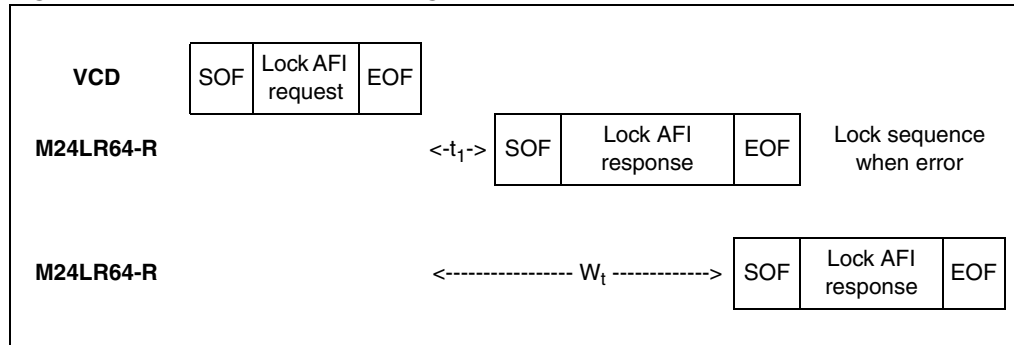 VCD SOF Lock AFI request EOF
M24LR64-R <-t1-> SOF Lock AFI response EOF Lock sequence when error
M24LR64-R <----------------- Wt -------------> SOF Lock AFI response EOF